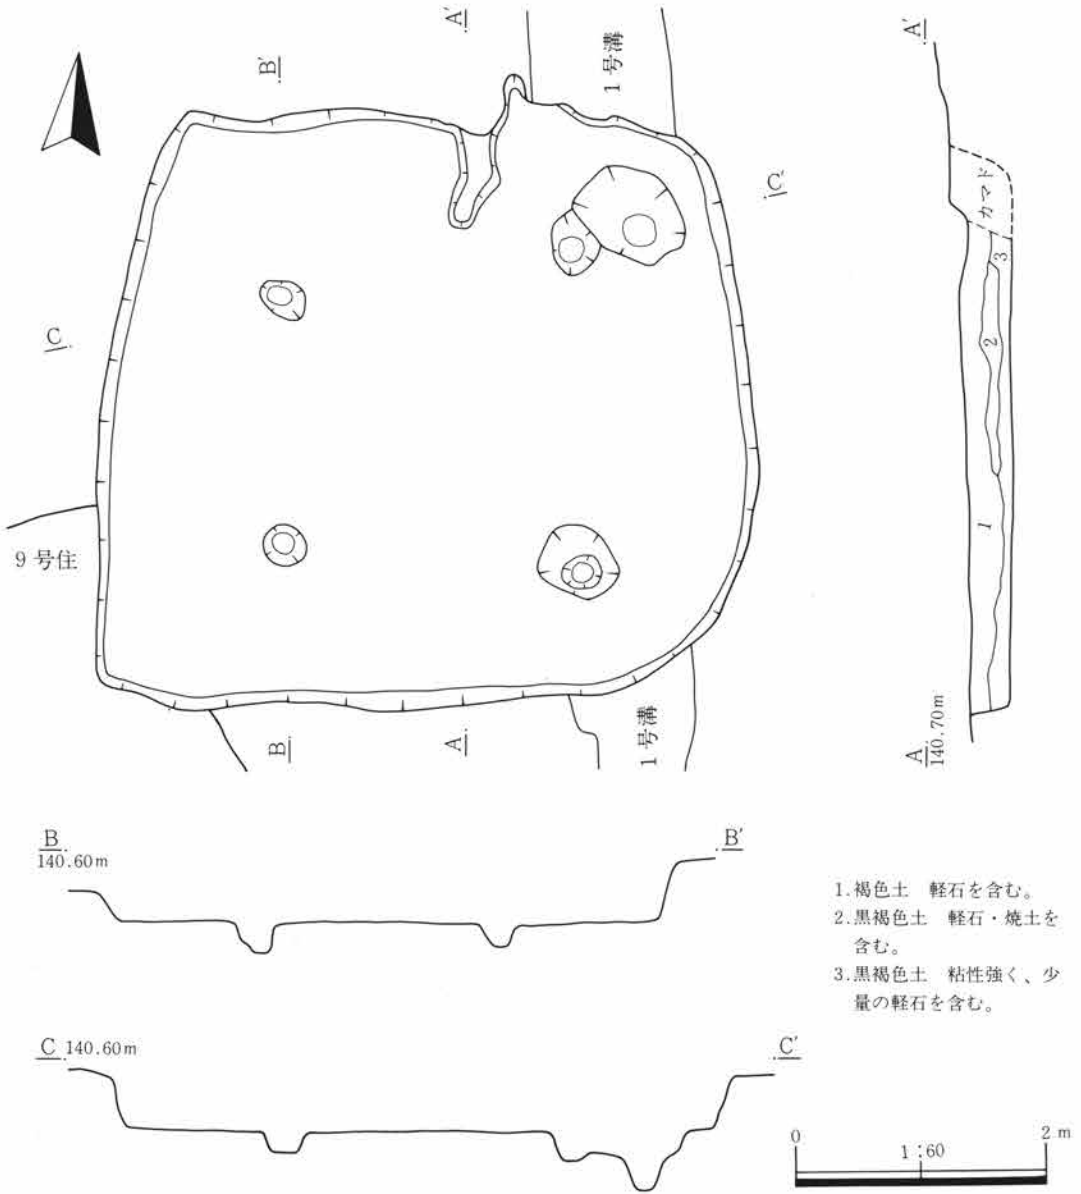 A′
1号溝
B′
A′
C′
カマド
3
C
2
1
9号住
B
A
1号溝
A
140.70m
B
140.60m
B′
1.褐色土 軽石を含む。
2.黒褐色土 軽石・焼土を
含む。
3.黒褐色土 粘性強く、少
量の軽石を含む。
C 140.60m
C′
0
1:60
2 m